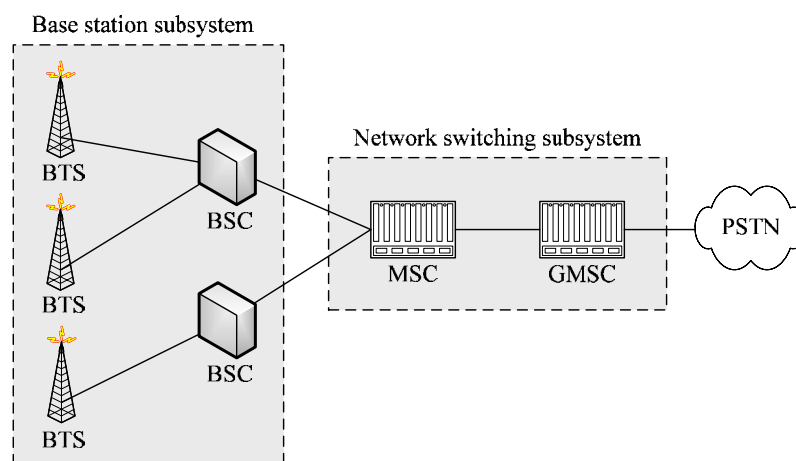 Base station subsystem
BTS
BSC
BTS
BSC
BTS
Network switching subsystem
MSC
GMSC
PSTN